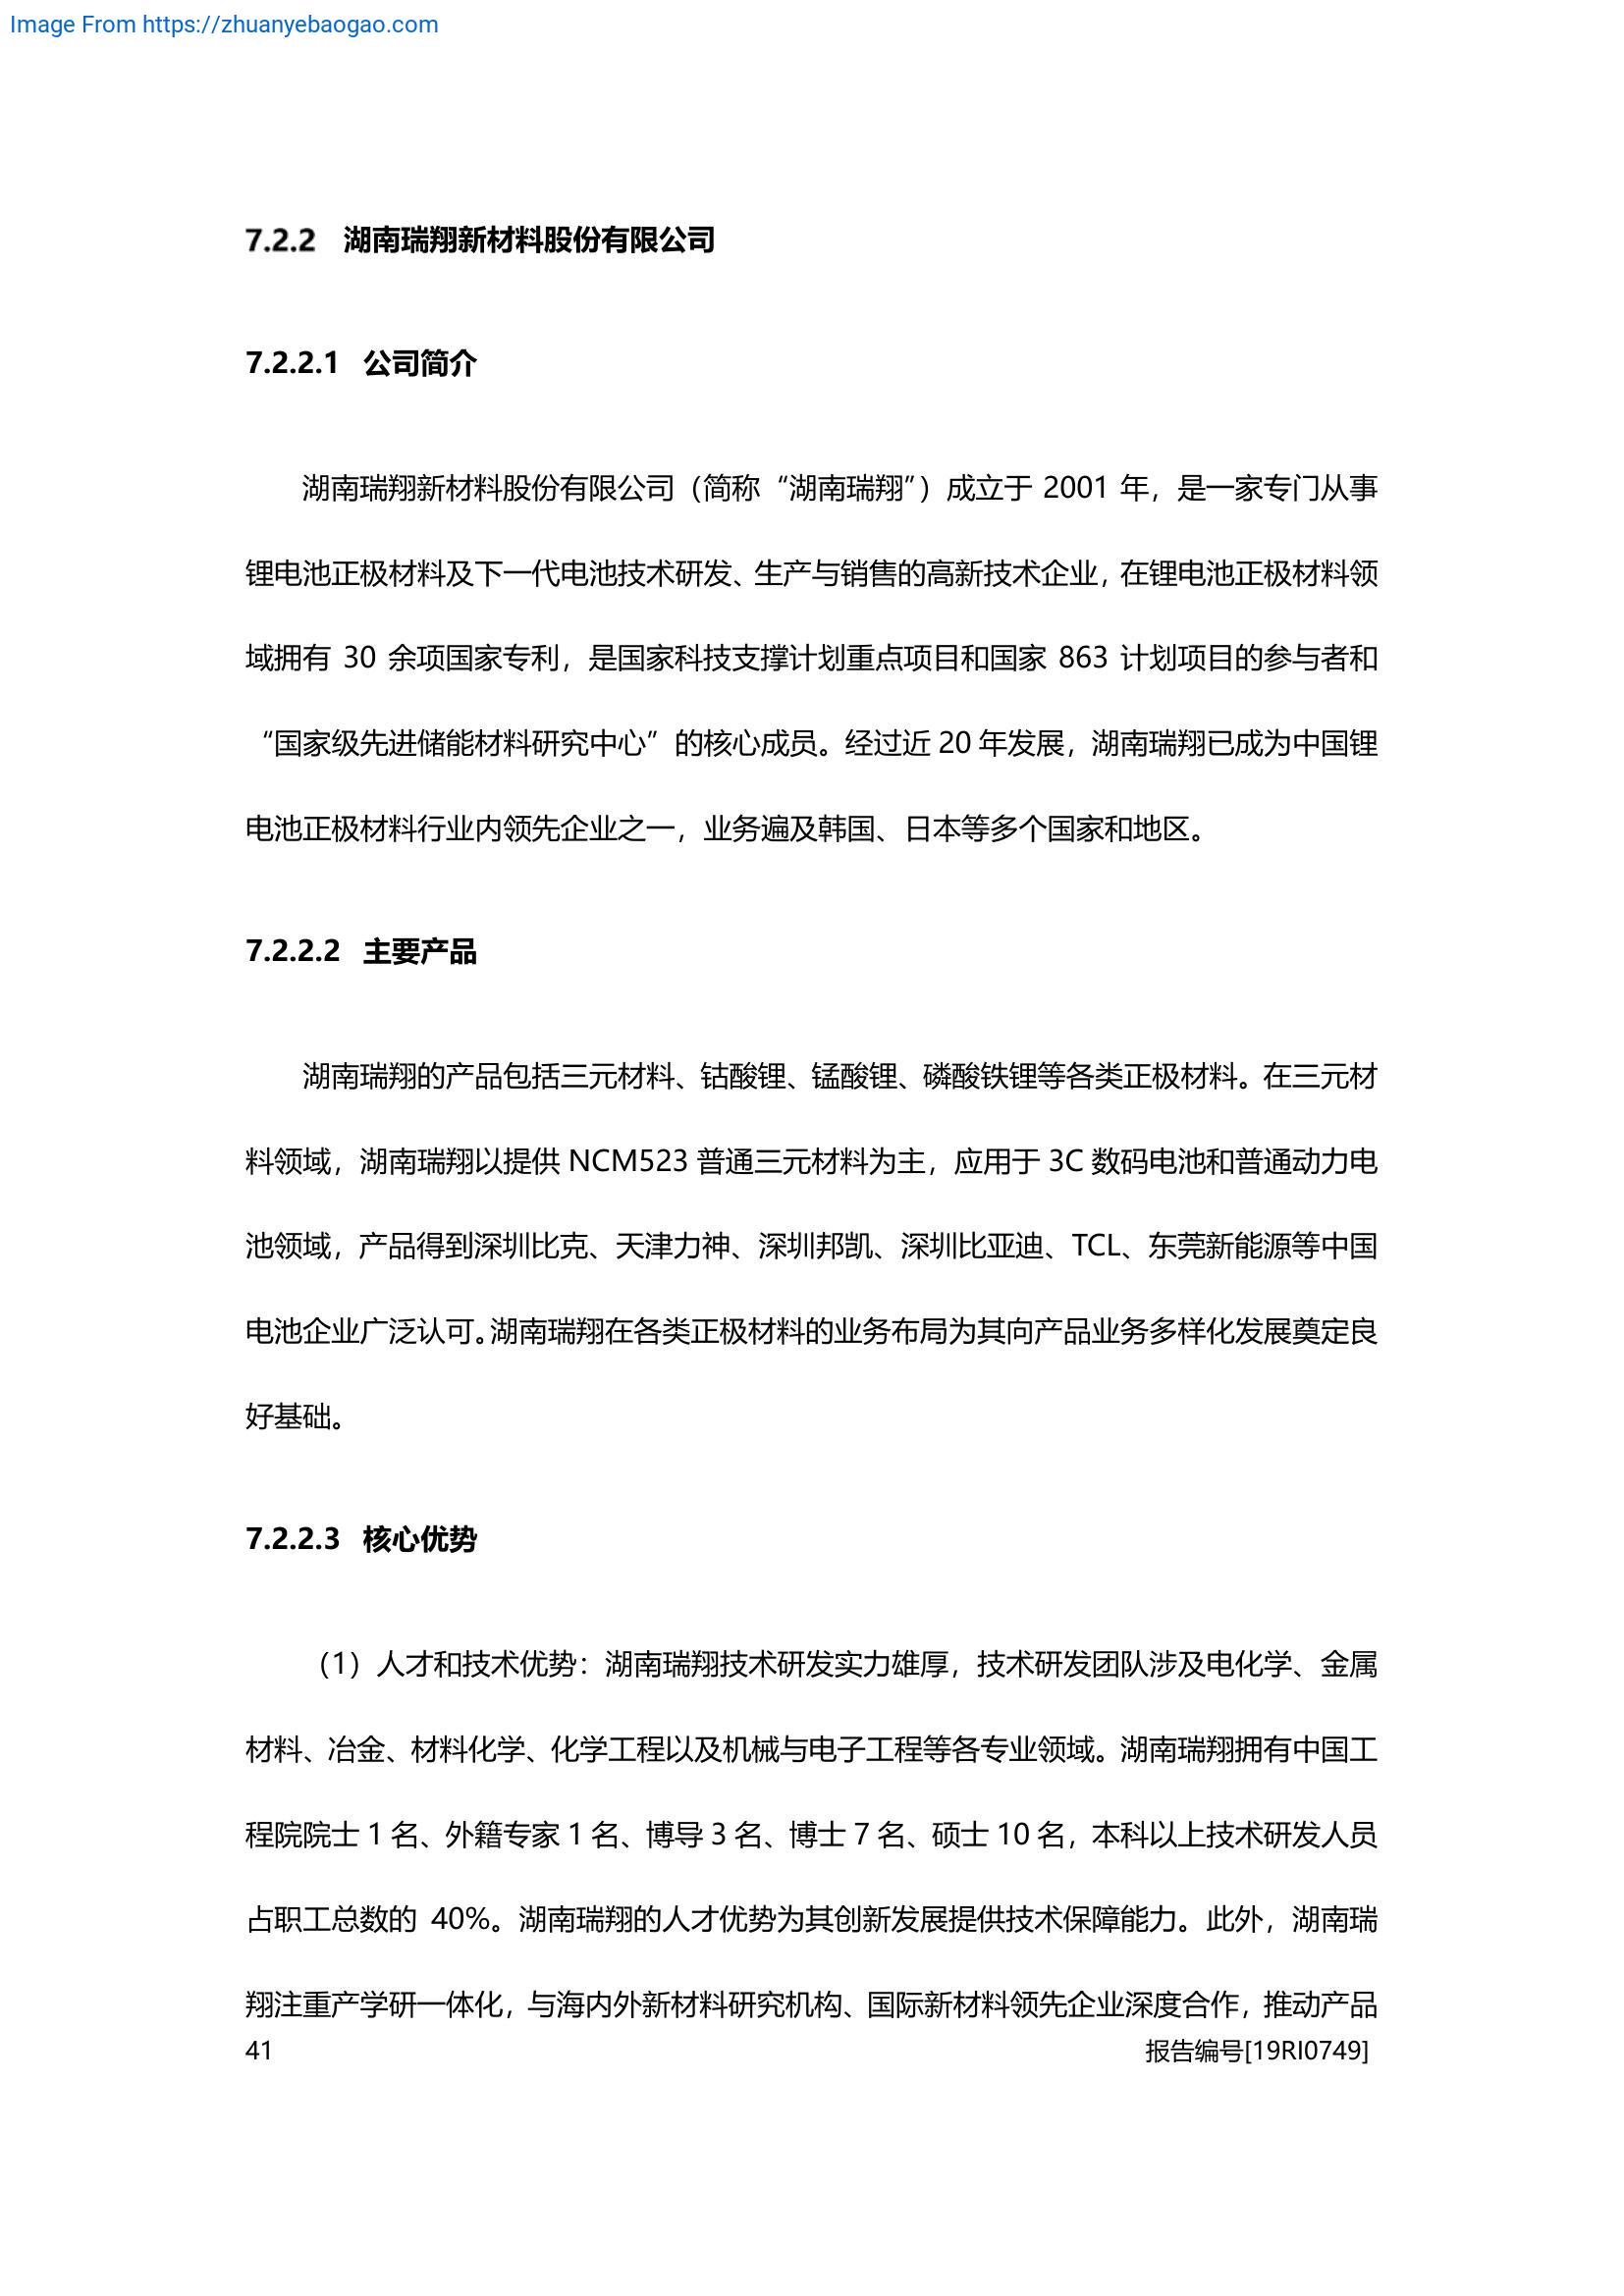 Image From https://zhuanyebaogao.com
7.2.2 湖南瑞翔新材料股份有限公司
7.2.2.1 公司简介
湖南瑞翔新材料股份有限公司（简称“湖南瑞翔”）成立于 2001 年，是一家专门从事
锂电池正极材料及下一代电池技术研发、生产与销售的高新技术企业，在锂电池正极材料领
域拥有 30 余项国家专利，是国家科技支撑计划重点项目和国家 863 计划项目的参与者和
“国家级先进储能材料研究中心”的核心成员。经过近 20 年发展，湖南瑞翔已成为中国锂
电池正极材料行业内领先企业之一，业务遍及韩国、日本等多个国家和地区。
7.2.2.2 主要产品
湖南瑞翔的产品包括三元材料、钴酸锂、锰酸锂、磷酸铁锂等各类正极材料。在三元材
料领域，湖南瑞翔以提供 NCM523 普通三元材料为主，应用于 3C 数码电池和普通动力电
池领域，产品得到深圳比克、天津力神、深圳邦凯、深圳比亚迪、TCL、东莞新能源等中国
电池企业广泛认可。湖南瑞翔在各类正极材料的业务布局为其向产品业务多样化发展奠定良
好基础。
7.2.2.3 核心优势
（1）人才和技术优势：湖南瑞翔技术研发实力雄厚，技术研发团队涉及电化学、金属
材料、冶金、材料化学、化学工程以及机械与电子工程等各专业领域。湖南瑞翔拥有中国工
程院院士 1 名、外籍专家 1 名、博导 3 名、博士 7 名、硕士 10 名，本科以上技术研发人员
占职工总数的 40%。湖南瑞翔的人才优势为其创新发展提供技术保障能力。此外，湖南瑞
翔注重产学研一体化，与海内外新材料研究机构、国际新材料领先企业深度合作，推动产品
41 报告编号[19RI0749]